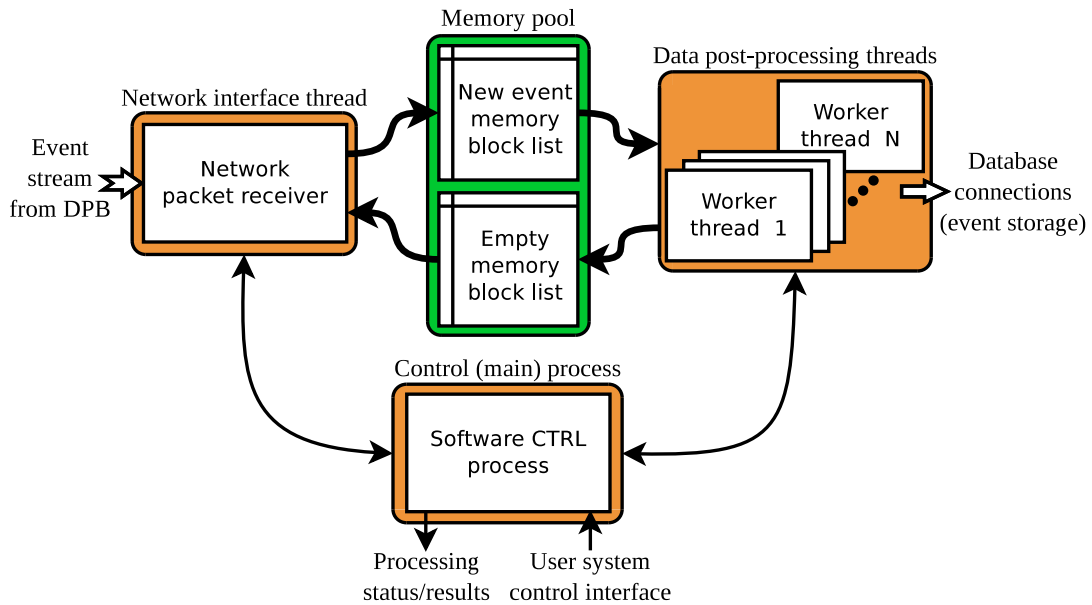 Memory pool
Data post-processing threads
Network interface thread
New event
memory
block list
Worker
thread N
Event
stream
from DPB
Network
packet receiver
Database
connections
(event storage)
Worker
thread 1
Empty
memory
block list
Control (main) process
Software CTRL
process
Processing
status/results
User system
control interface